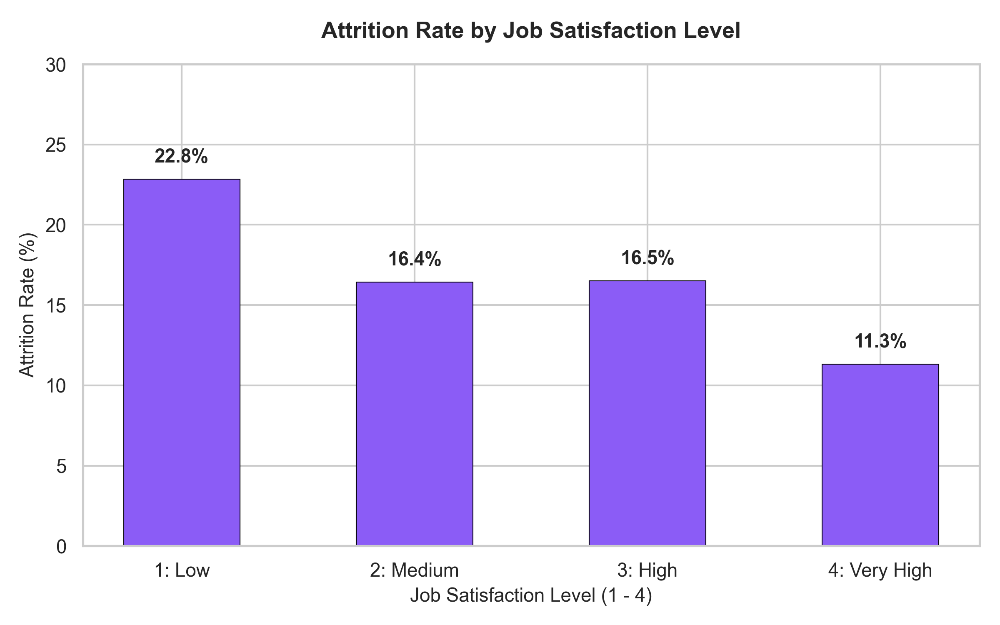 Attrition Rate by Job Satisfaction Level
30
25
20
15
10
5
0
Attrition Rate (%)
22.8%
16.4%
16.5%
11.3%
1: Low
2: Medium
3: High
4: Very High
Job Satisfaction Level (1 - 4)